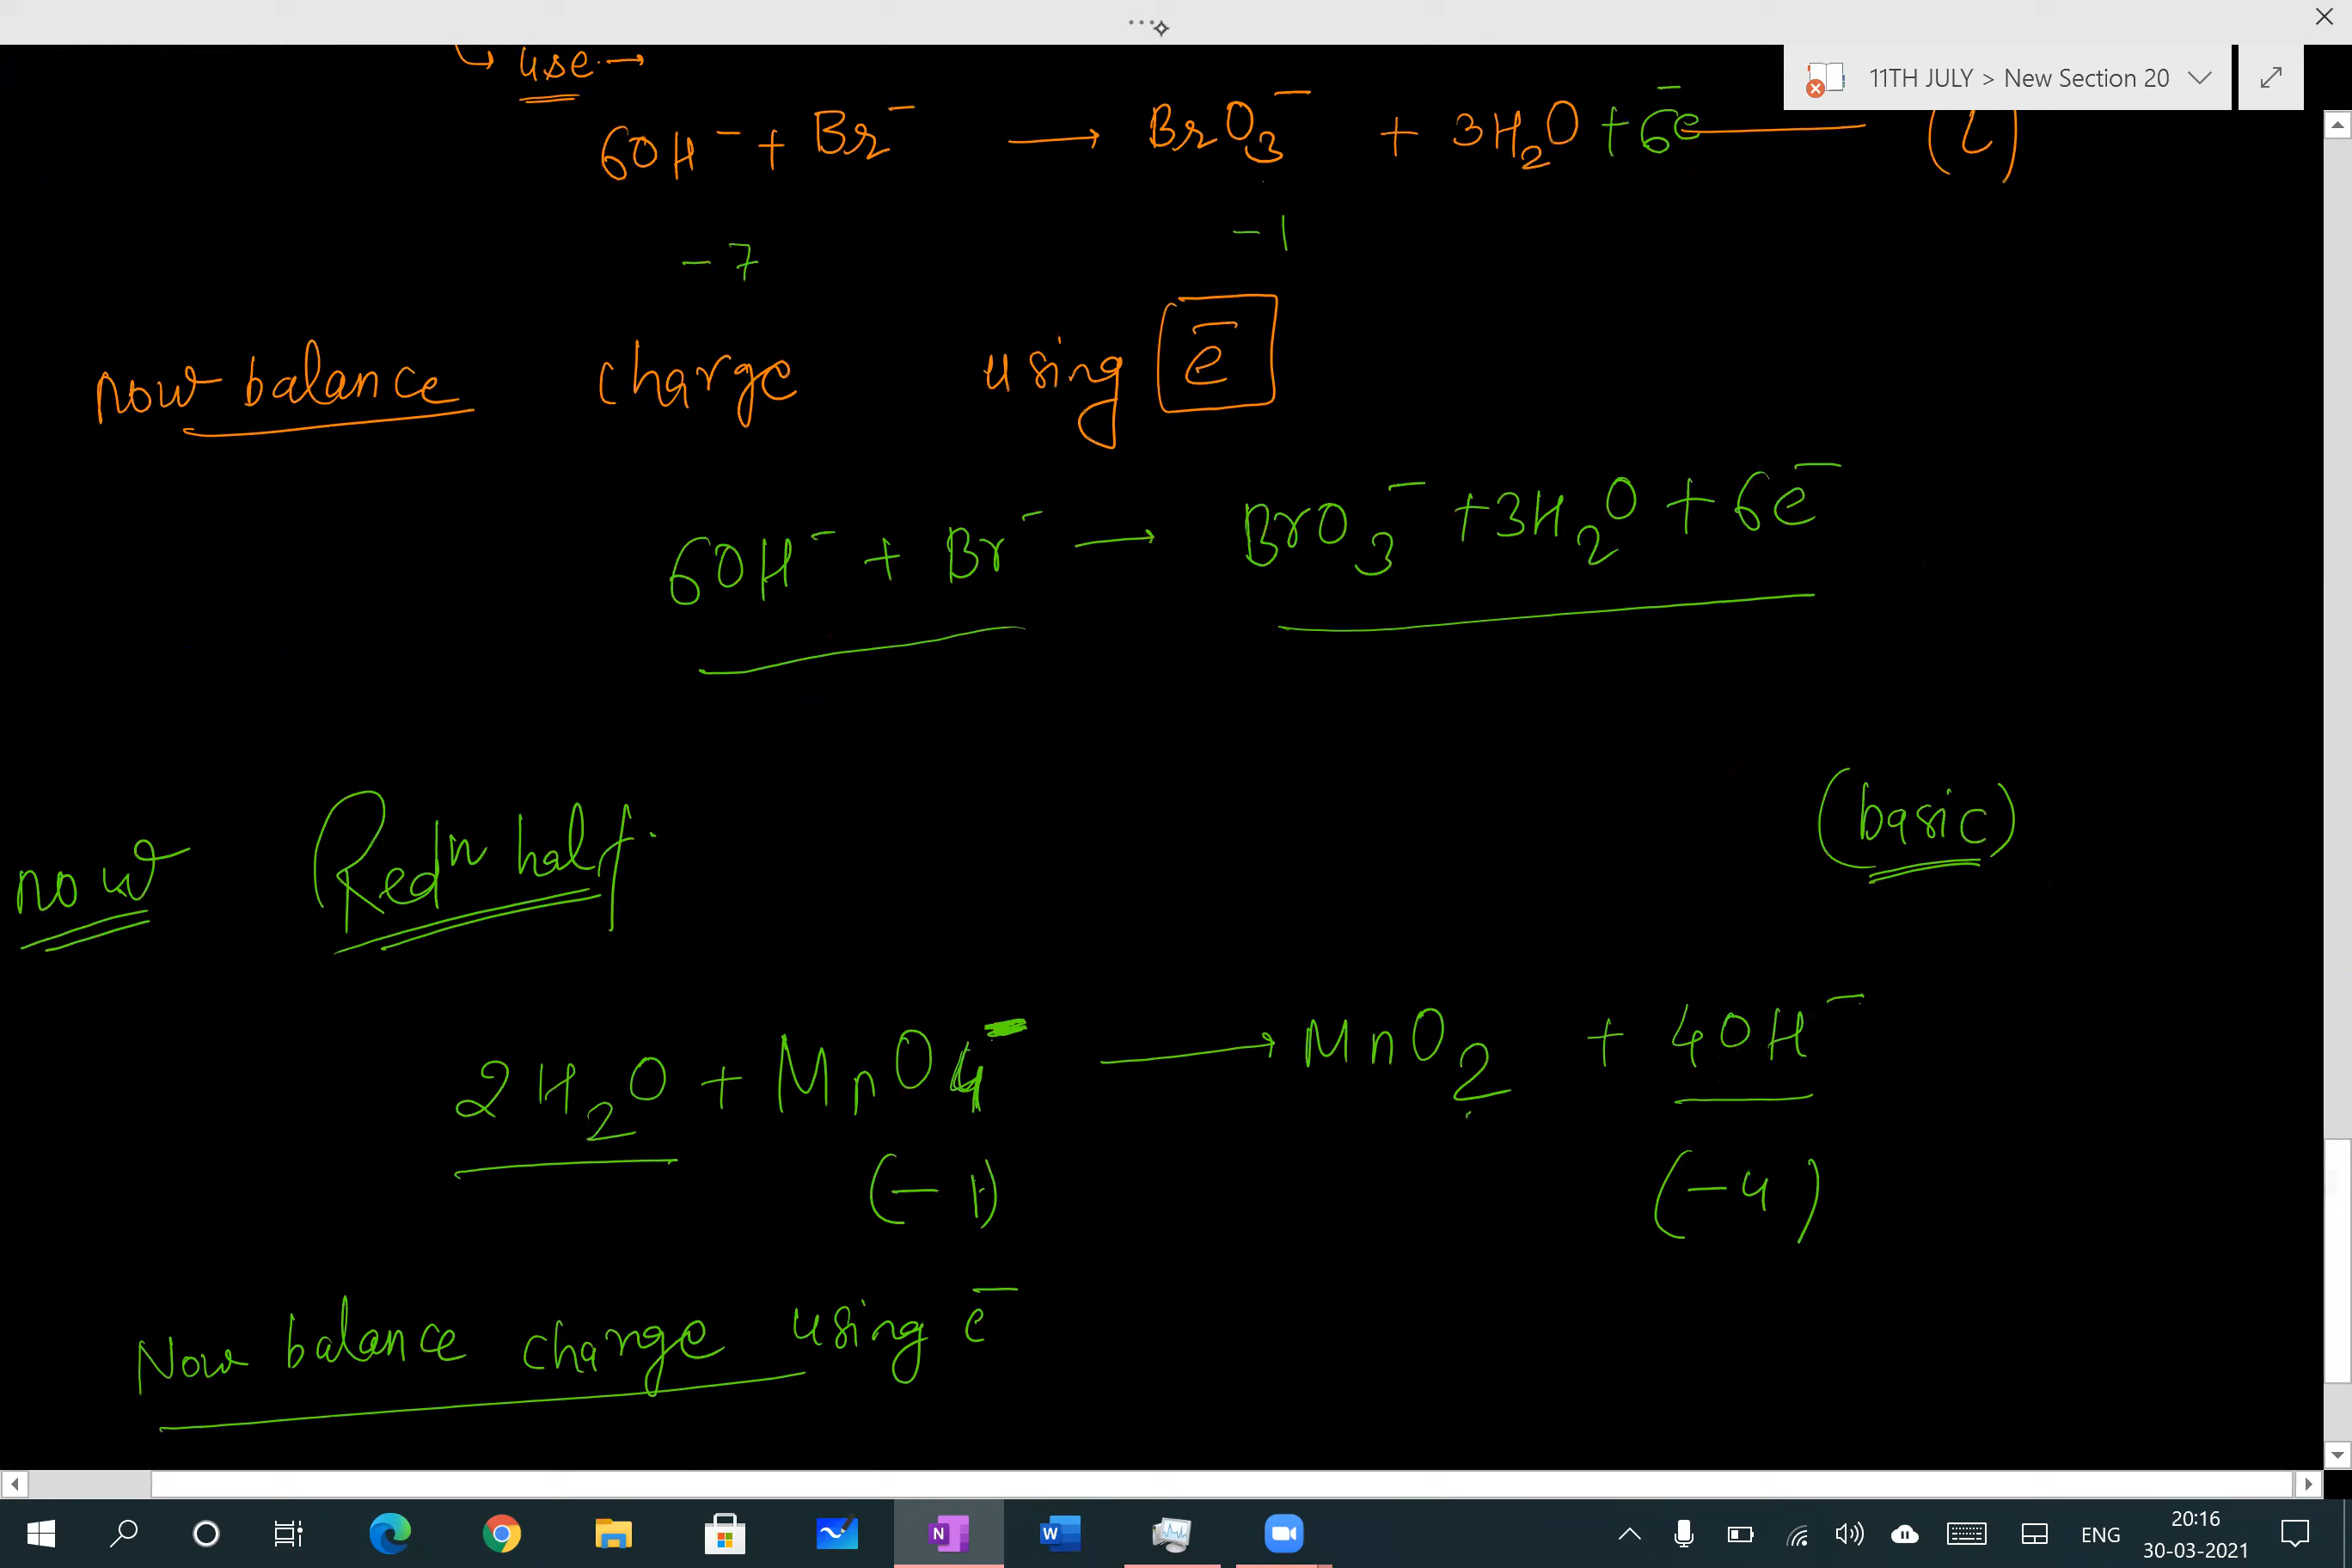 use →
11TH JULY > New Section 20
6OH⁻ + Br⁻ → BrO₃⁻ + 3H₂O + 6e⁻
-7 -1
now balance charge using e⁻
6OH⁻ + Br⁻ → BrO₃⁻ + 3H₂O + 6e⁻
(basic)
now Redⁿ half.
2H₂O + MnO4⁻ → MnO₂ + 4OH⁻
(-1) (-4)
Now balance charge using e⁻
20:16
ENG
30-03-2021